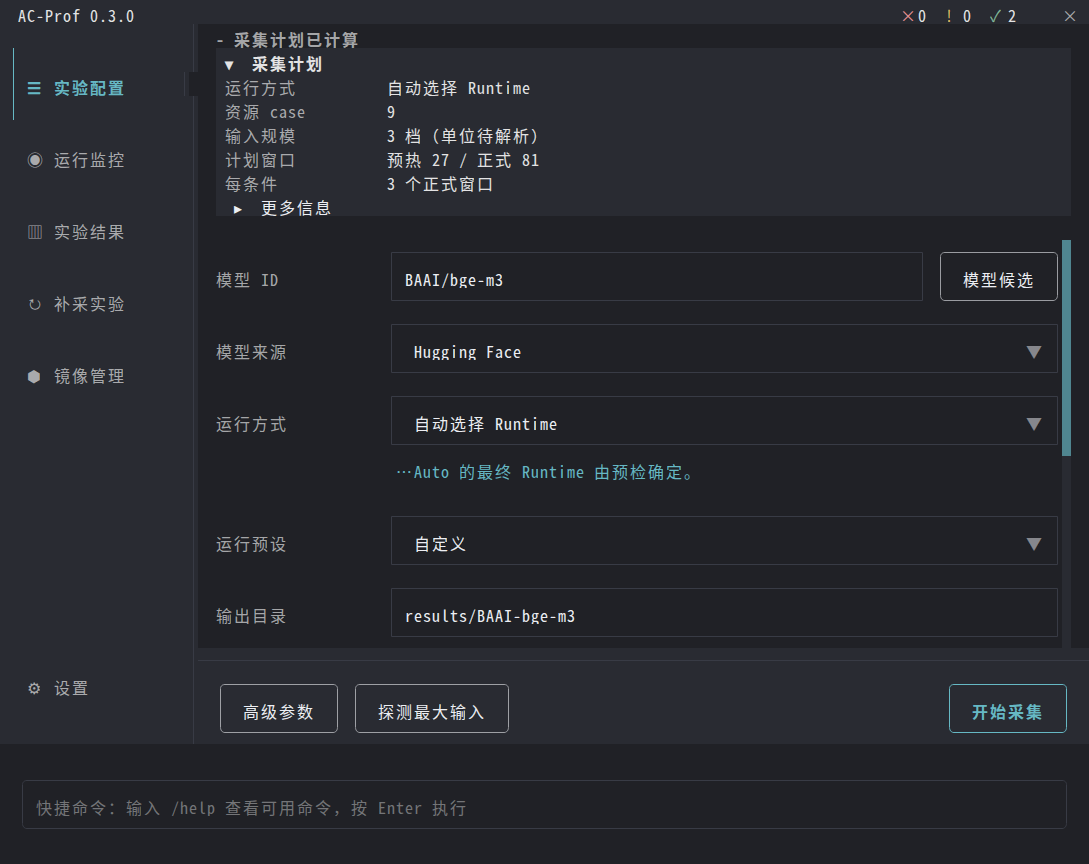 AC-Prof 0.3.0
× 0 ! 0 ✓ 2 ×
- 采集计划已计算
▼ 采集计划
运行方式 自动选择 Runtime
资源 case 9
输入规模 3 档（单位待解析）
计划窗口 预热 27 / 正式 81
每条件 3 个正式窗口
▸ 更多信息
☰ 实验配置
◉ 运行监控
▥ 实验结果
↻ 补采实验
⬢ 镜像管理
⚙ 设置
模型 ID BAAI/bge-m3 模型候选
模型来源 Hugging Face ▼
运行方式 自动选择 Runtime ▼
…Auto 的最终 Runtime 由预检确定。
运行预设 自定义 ▼
输出目录 results/BAAI-bge-m3
高级参数 探测最大输入 开始采集
快捷命令：输入 /help 查看可用命令，按 Enter 执行